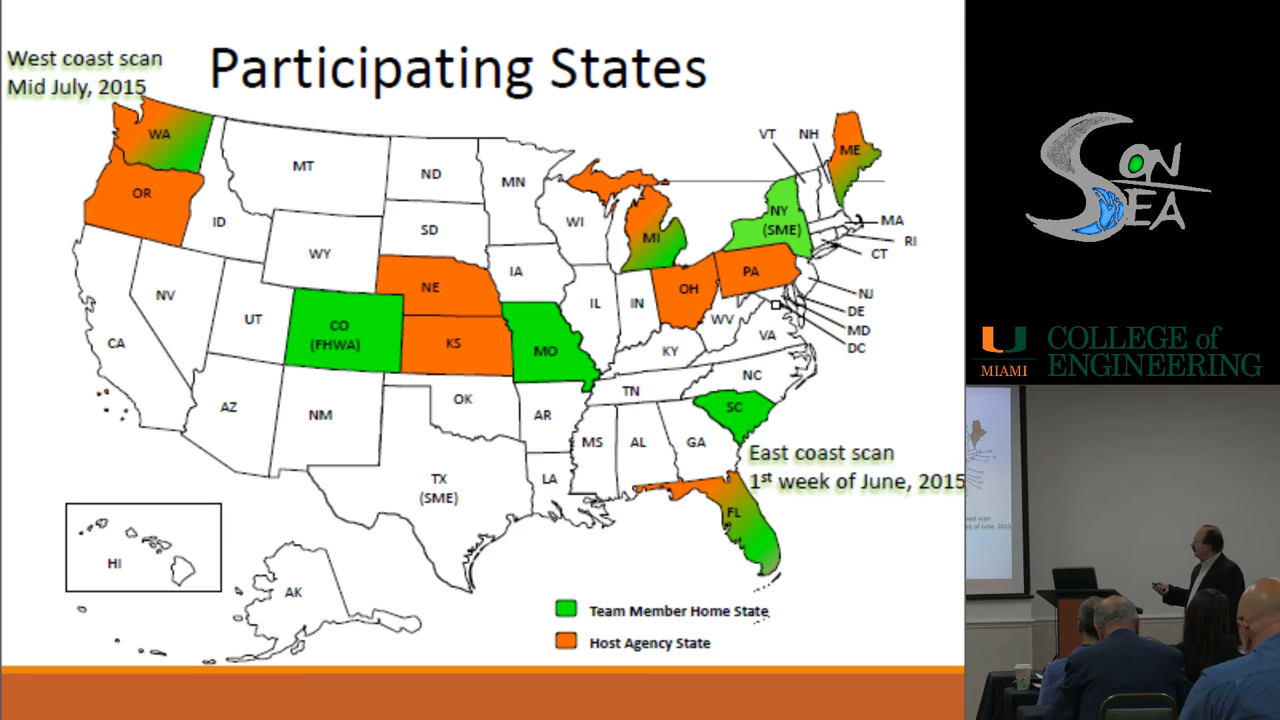 West coast scan
Mid July, 2015
Participating States
WA
OR
MT
ID
WY
NV
UT
CA
AZ
NM
CO
(FHWA)
ND
SD
NE
KS
OK
TX
(SME)
MN
IA
MO
AR
LA
WI
IL
IN
MI
OH
KY
TN
MS
AL
GA
WV
VA
NC
SC
FL
PA
NY
(SME)
VT
NH
ME
MA
RI
CT
NJ
DE
MD
DC
East coast scan
1st week of June, 2015
HI
AK
Team Member Home State
Host Agency State
SEA
ON
U
MIAMI
COLLEGE of
ENGINEERING